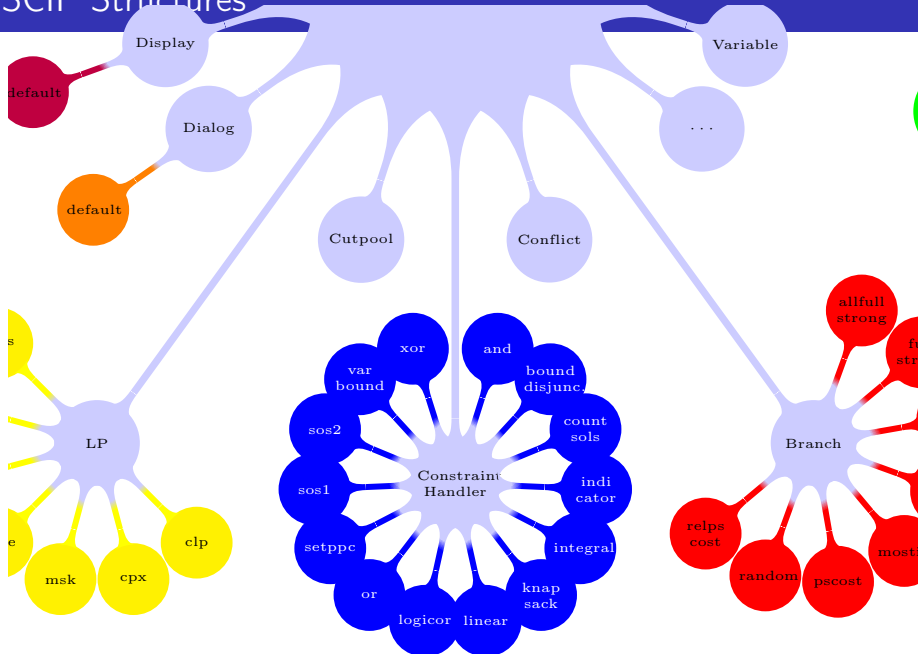 SCIP Structures
Display
Variable
default
Dialog
...
default
Cutpool
Conflict
allfull
strong
xor
and
var
bound
bound
disjunc.
sos2
count
sols
LP
Branch
Constraint
Handler
sos1
indi
cator
relps
cost
setppc
integral
clp
msk
cpx
random
pscost
or
knap
sack
logicor
linear